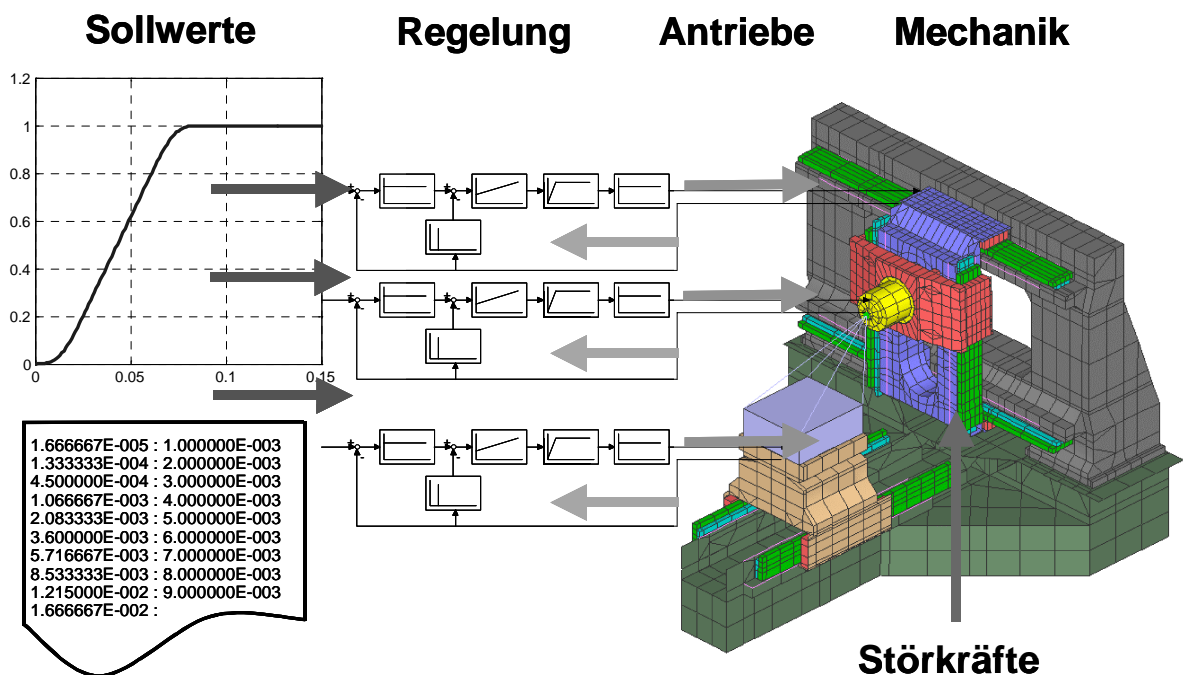 Sollwerte
Regelung
Antriebe
Mechanik
1.2
1
0.8
0.6
0.4
0.2
0
0
0.05
0.1
0.15
+
-
+
-
+
-
+
-
+
-
+
-
1.666667E-005 : 1.000000E-003
1.333333E-004 : 2.000000E-003
4.500000E-004 : 3.000000E-003
1.066667E-003 : 4.000000E-003
2.083333E-003 : 5.000000E-003
3.600000E-003 : 6.000000E-003
5.716667E-003 : 7.000000E-003
8.533333E-003 : 8.000000E-003
1.215000E-002 : 9.000000E-003
1.666667E-002 :
Störkräfte